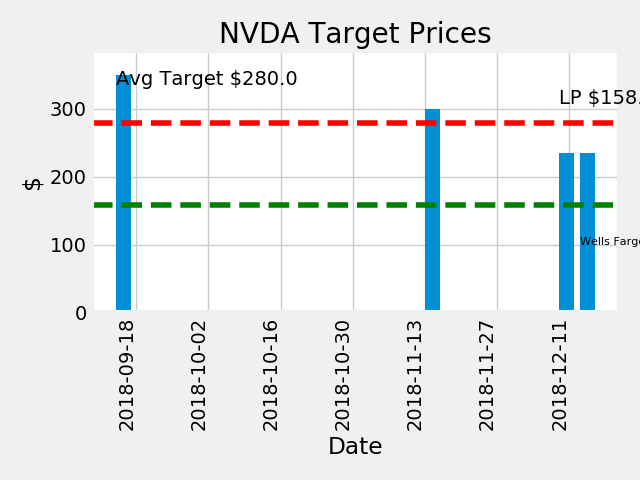 NVDA Target Prices
Avg Target $280.0
LP $158.
300
200
100
0
$
Wells Fargo
2018-09-18
2018-10-02
2018-10-16
2018-10-30
2018-11-13
2018-11-27
2018-12-11
Date